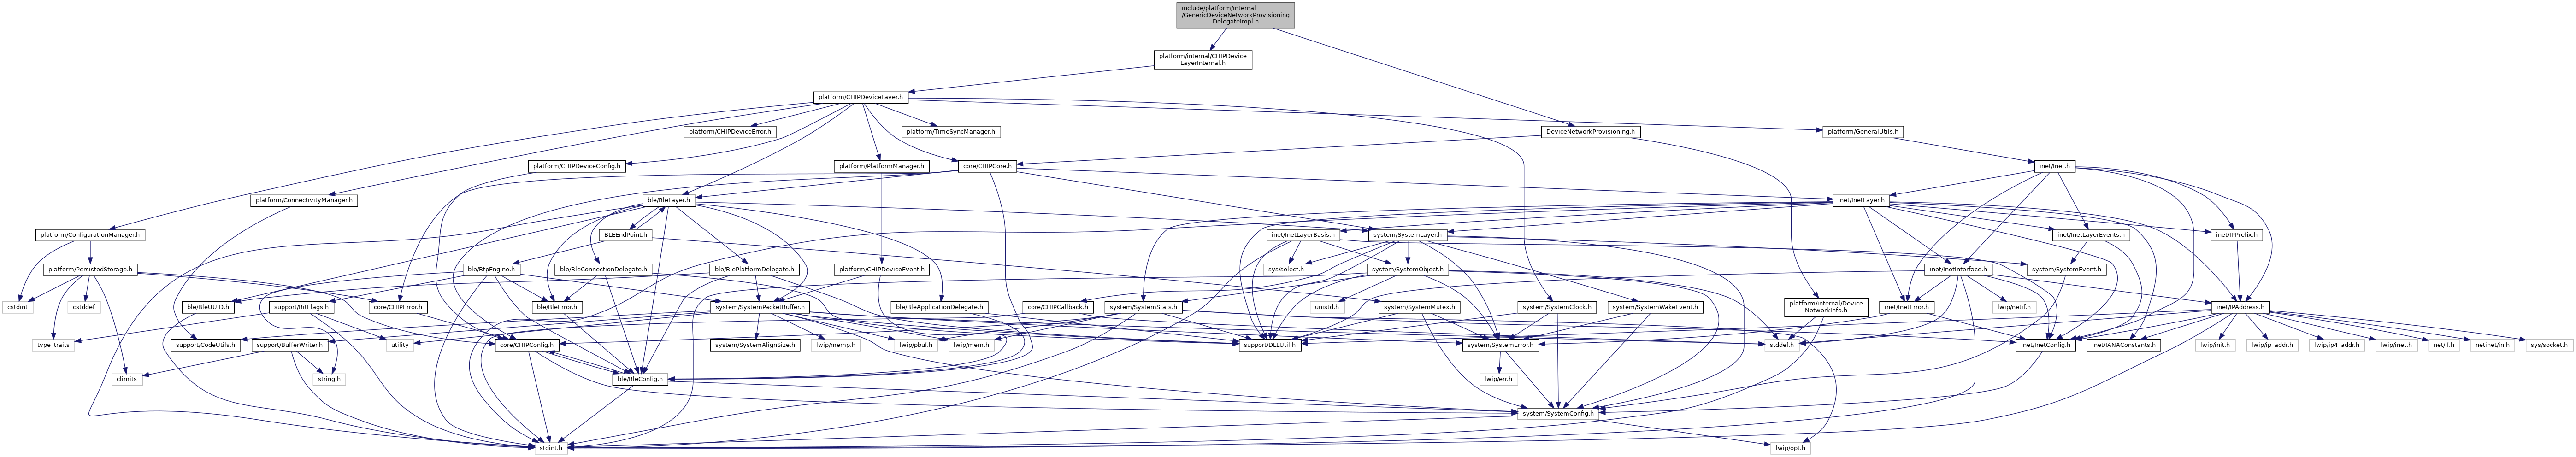 include/platform/internal
/GenericDeviceNetworkProvisioning
DelegateImpl.h
platform/internal/CHIPDevice
LayerInternal.h
platform/CHIPDeviceLayer.h
platform/CHIPDeviceError.h
platform/TimeSyncManager.h
DeviceNetworkProvisioning.h
platform/GeneralUtils.h
platform/CHIPDeviceConfig.h
platform/PlatformManager.h
core/CHIPCore.h
inet/Inet.h
platform/ConnectivityManager.h
ble/BleLayer.h
inet/InetLayer.h
platform/ConfigurationManager.h
BLEEndPoint.h
inet/InetLayerBasis.h
system/SystemLayer.h
inet/InetLayerEvents.h
inet/IPPrefix.h
platform/PersistedStorage.h
ble/BtpEngine.h
ble/BleConnectionDelegate.h
ble/BlePlatformDelegate.h
platform/CHIPDeviceEvent.h
sys/select.h
system/SystemObject.h
inet/InetInterface.h
system/SystemEvent.h
cstdint
cstddef
ble/BleUUID.h
support/BitFlags.h
core/CHIPError.h
ble/BleError.h
system/SystemPacketBuffer.h
ble/BleApplicationDelegate.h
core/CHIPCallback.h
system/SystemStats.h
unistd.h
system/SystemMutex.h
system/SystemClock.h
system/SystemWakeEvent.h
platform/internal/Device
NetworkInfo.h
inet/InetError.h
lwip/netif.h
inet/IPAddress.h
type_traits
support/CodeUtils.h
support/BufferWriter.h
utility
core/CHIPConfig.h
system/SystemAlignSize.h
lwip/memp.h
lwip/pbuf.h
lwip/mem.h
support/DLLUtil.h
system/SystemError.h
stddef.h
inet/InetConfig.h
inet/IANAConstants.h
lwip/init.h
lwip/ip_addr.h
lwip/ip4_addr.h
lwip/inet.h
net/if.h
netinet/in.h
sys/socket.h
climits
string.h
ble/BleConfig.h
lwip/err.h
system/SystemConfig.h
stdint.h
lwip/opt.h